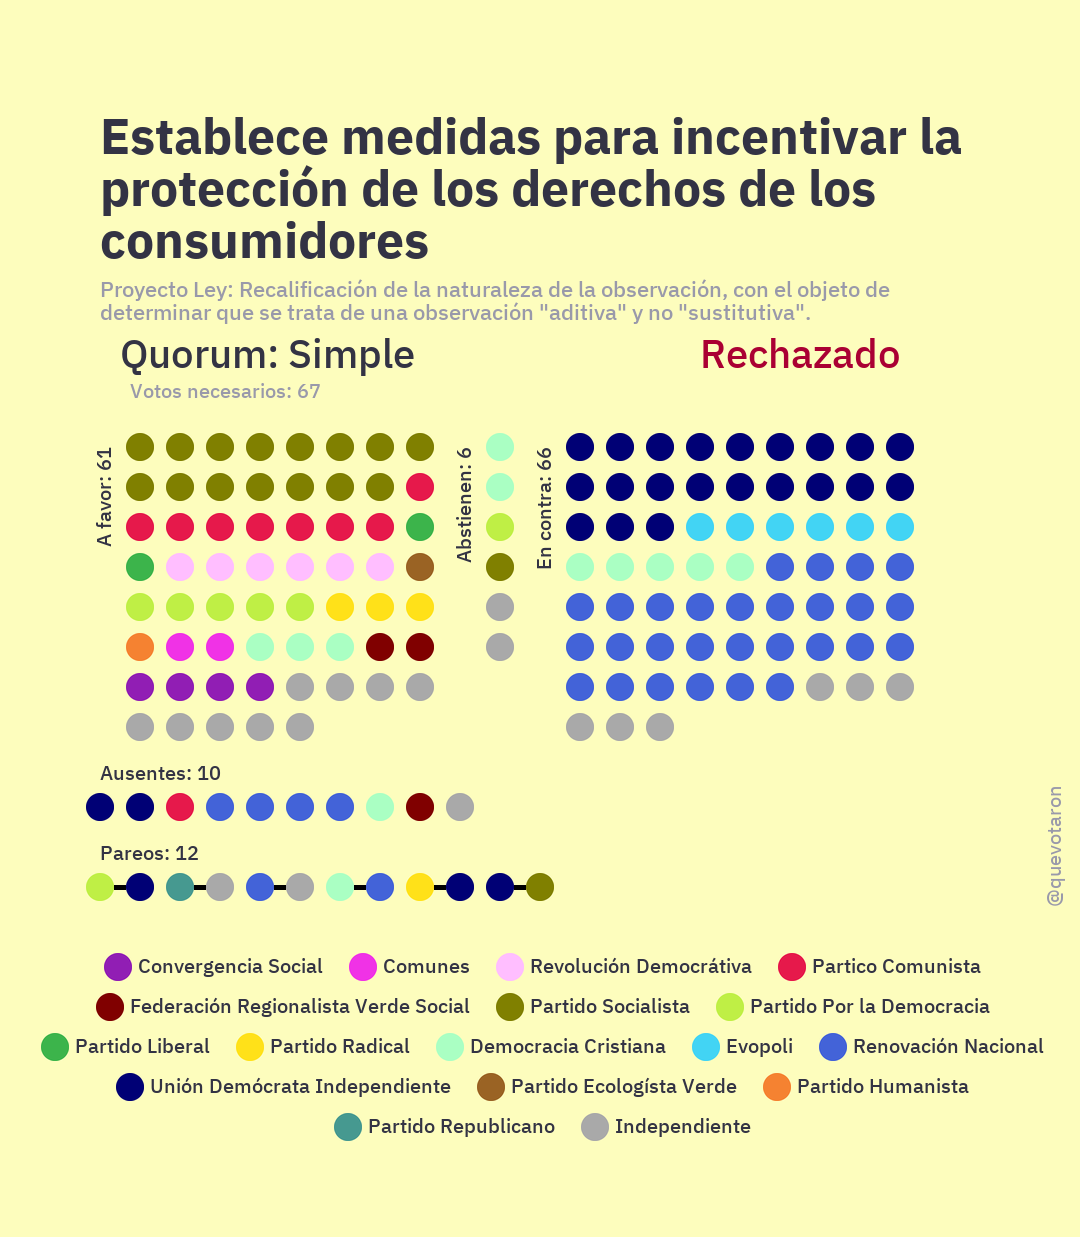 Establece medidas para incentivar la
protección de los derechos de los
consumidores
Proyecto Ley: Recalificación de la naturaleza de la observación, con el objeto de
determinar que se trata de una observación "aditiva" y no "sustitutiva".
Quorum: Simple
Rechazado
Votos necesarios: 67
A favor: 61
Abstienen: 6
En contra: 66
Ausentes: 10
Pareos: 12
@quevotaron
Convergencia Social
Comunes
Revolución Democrátiva
Partico Comunista
Federación Regionalista Verde Social
Partido Socialista
Partido Por la Democracia
Partido Liberal
Partido Radical
Democracia Cristiana
Evopoli
Renovación Nacional
Unión Demócrata Independiente
Partido Ecologísta Verde
Partido Humanista
Partido Republicano
Independiente